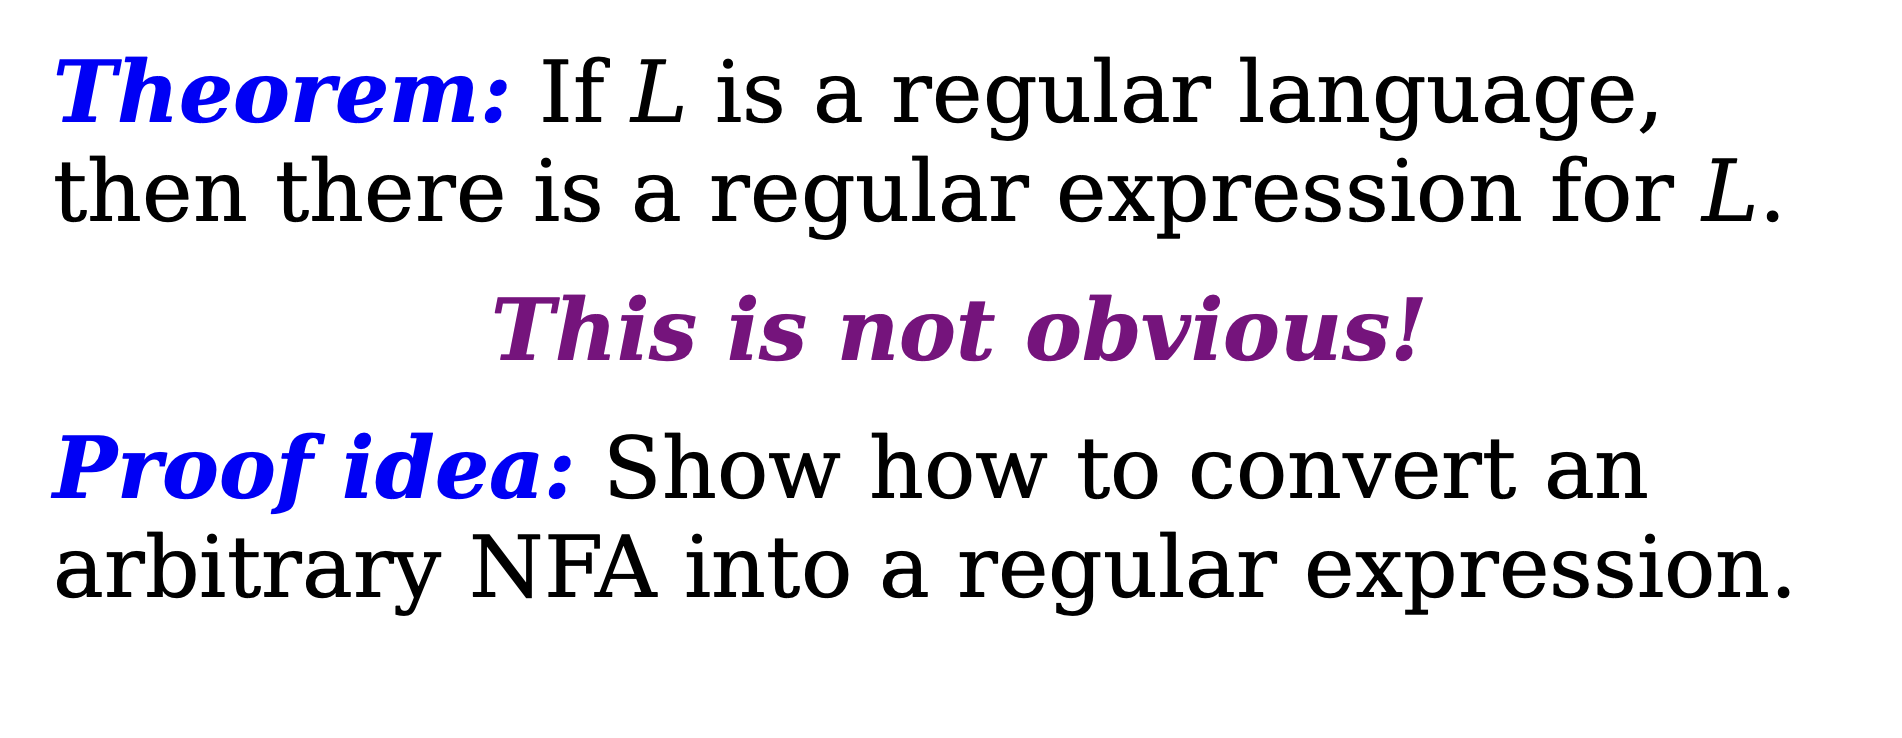 Theorem: If L is a regular language,
then there is a regular expression for L.
This is not obvious!
Proof idea: Show how to convert an
arbitrary NFA into a regular expression.